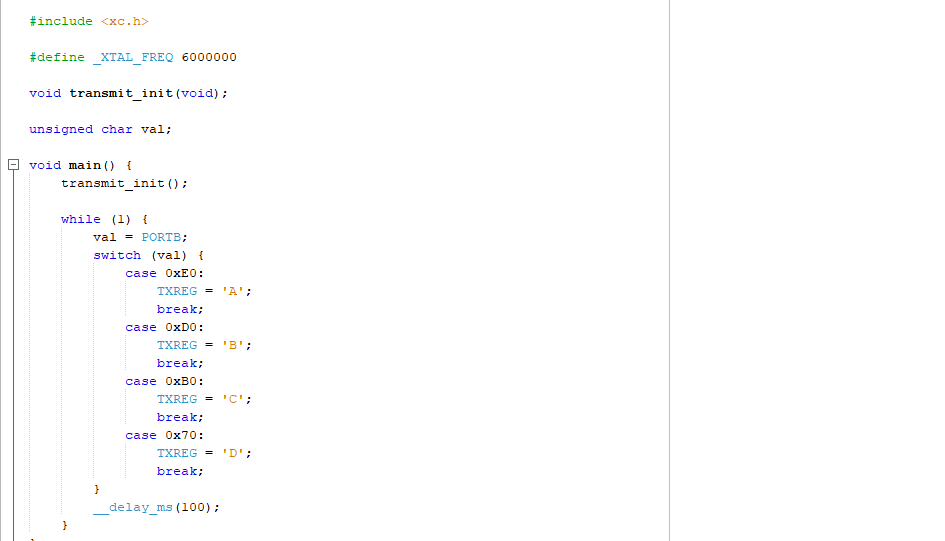 #include <xc.h>
#define _XTAL_FREQ 6000000
void transmit_init(void);
unsigned char val;
void main() {
transmit_init();
while (1) {
val = PORTB;
switch (val) {
case 0xE0:
TXREG = 'A';
break;
case 0xD0:
TXREG = 'B';
break;
case 0xB0:
TXREG = 'C';
break;
case 0x70:
TXREG = 'D';
break;
}
__delay_ms(100);
}